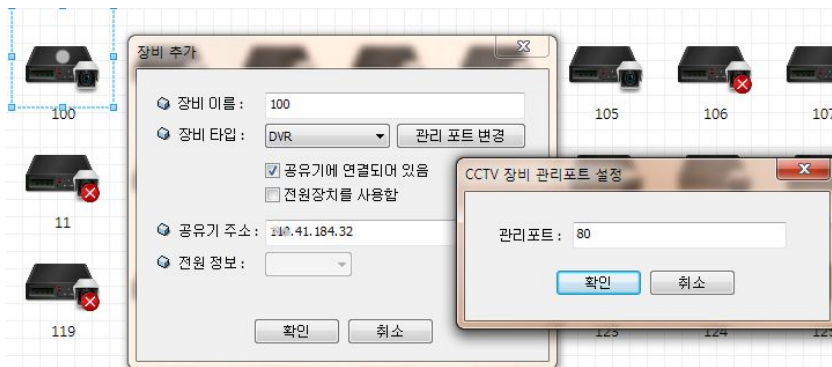 장비 추가
장비 이름 : 100
장비 타입 : DVR 관리 포트 변경
공유기에 연결되어 있음
전원장치를 사용함
공유기 주소 : .41.184.32
전원 정보 :
확인 취소
CCTV 장비 관리포트 설정
관리포트 : 80
확인 취소
100
105
106
107
11
119
123
124